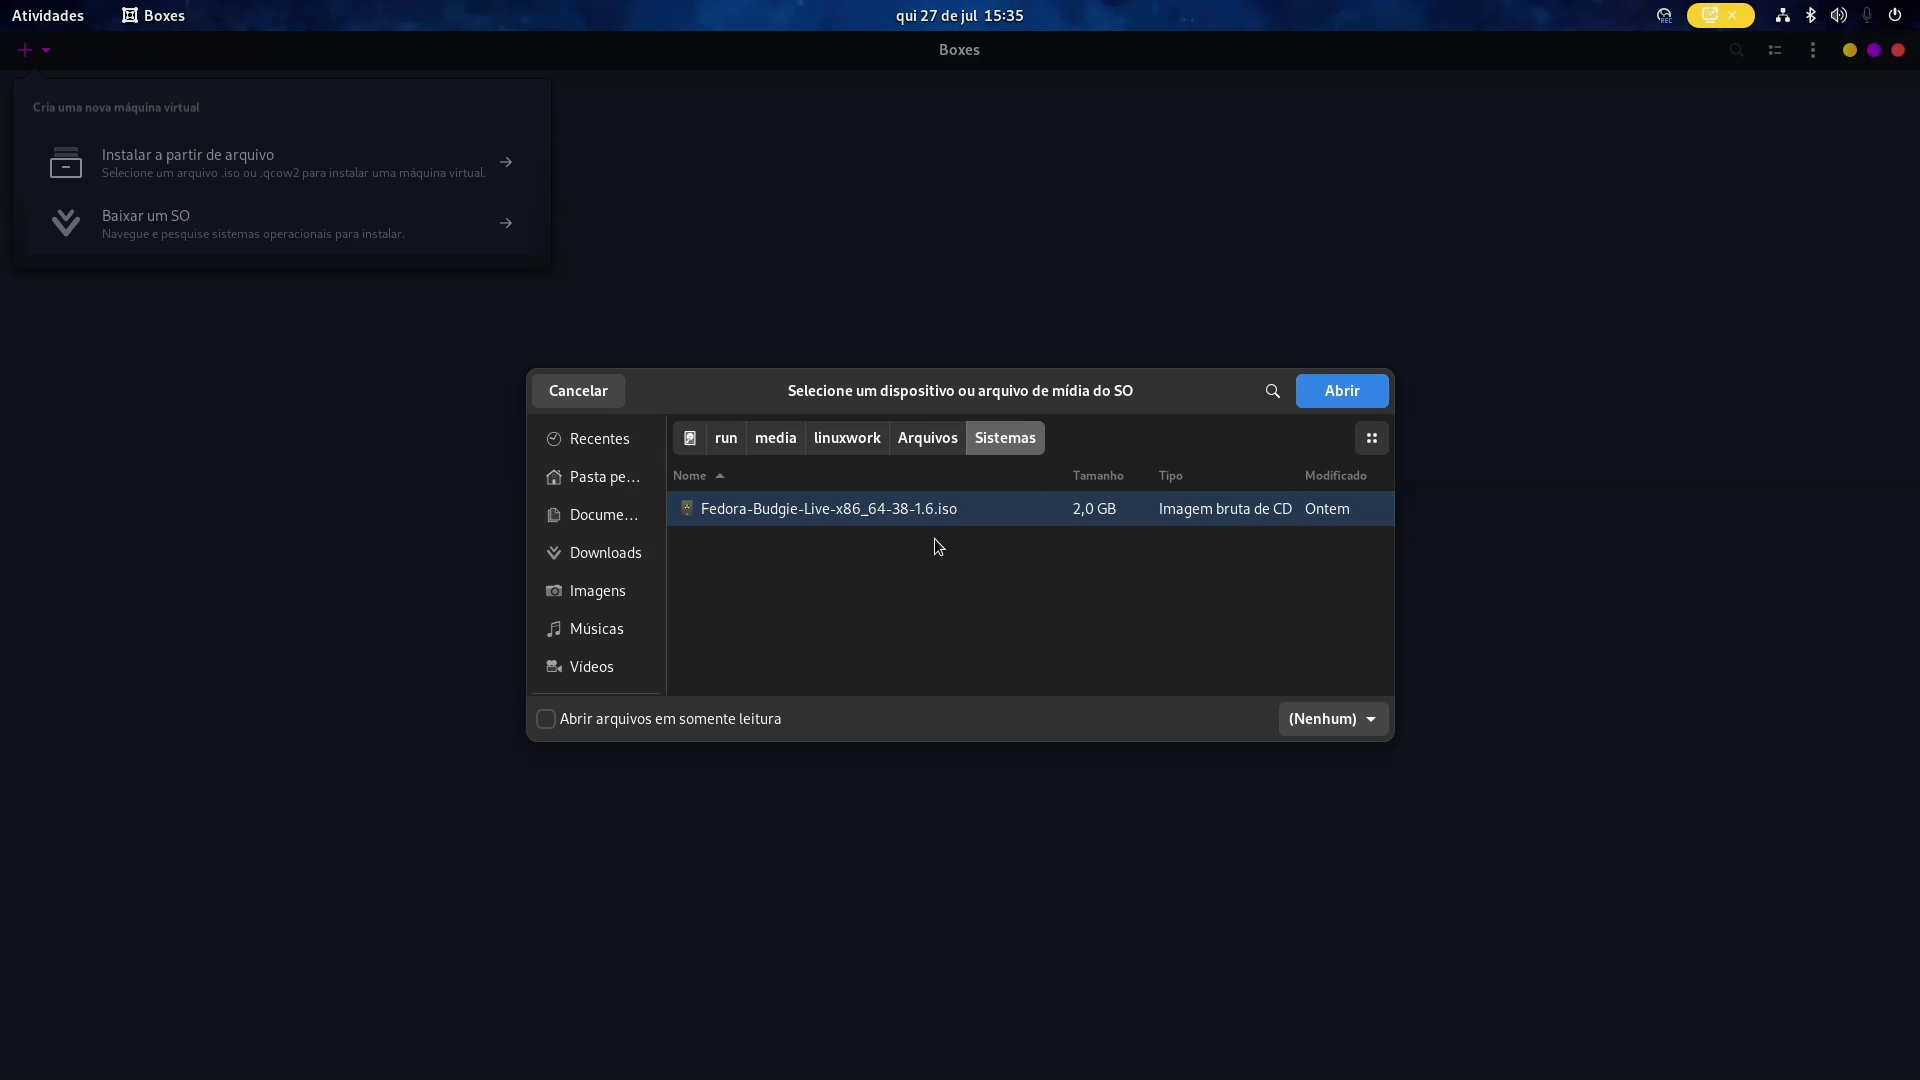 Atividades Boxes qui 27 de jul 15:35 REC
Boxes
Cria uma nova máquina virtual
Instalar a partir de arquivo
Selecione um arquivo .iso ou .qcow2 para instalar uma máquina virtual.
Baixar um SO
Navegue e pesquise sistemas operacionais para instalar.
Cancelar Selecione um dispositivo ou arquivo de mídia do SO Abrir
Recentes
Pasta pe…
Docume…
Downloads
Imagens
Músicas
Vídeos
run media linuxwork Arquivos Sistemas
Nome Tamanho Tipo Modificado
Fedora-Budgie-Live-x86_64-38-1.6.iso 2,0 GB Imagem bruta de CD Ontem
Abrir arquivos em somente leitura (Nenhum)